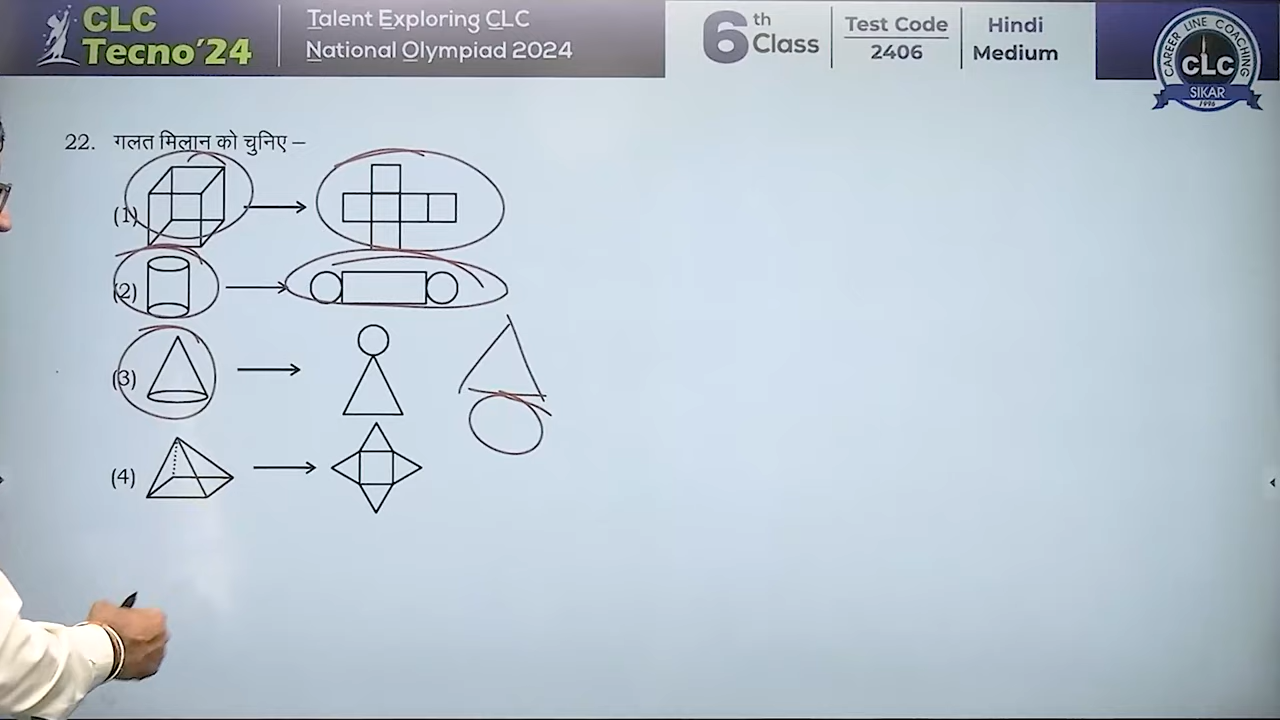 CLC
Tecno'24
Talent Exploring CLC
National Olympiad 2024
6th Class
Test Code
2406
Hindi
Medium
CAREER LINE COACHING
CLC
SIKAR
1996
22. गलत मिलान को चुनिए –
(1)
(2)
(3)
(4)